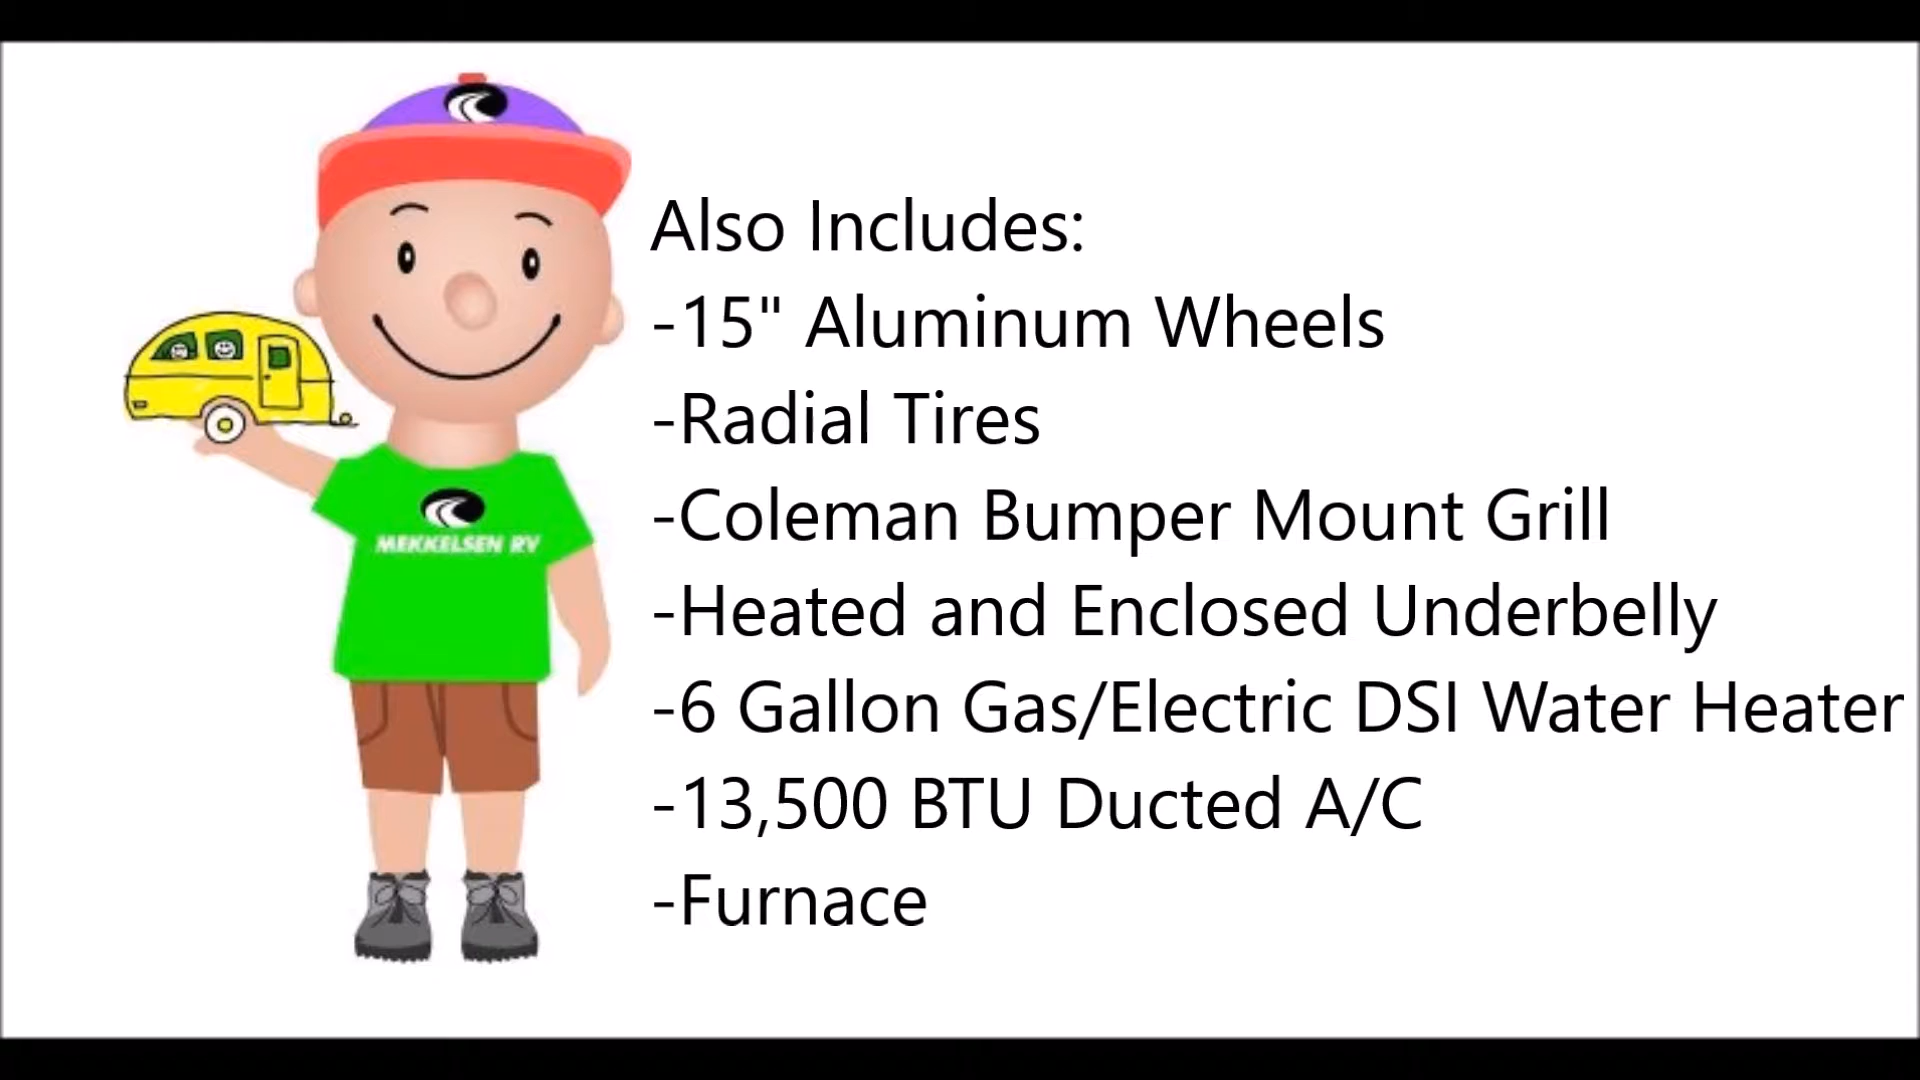 Also Includes:
-15" Aluminum Wheels
-Radial Tires
-Coleman Bumper Mount Grill
-Heated and Enclosed Underbelly
-6 Gallon Gas/Electric DSI Water Heater
-13,500 BTU Ducted A/C
-Furnace
MEKKELSEN RV